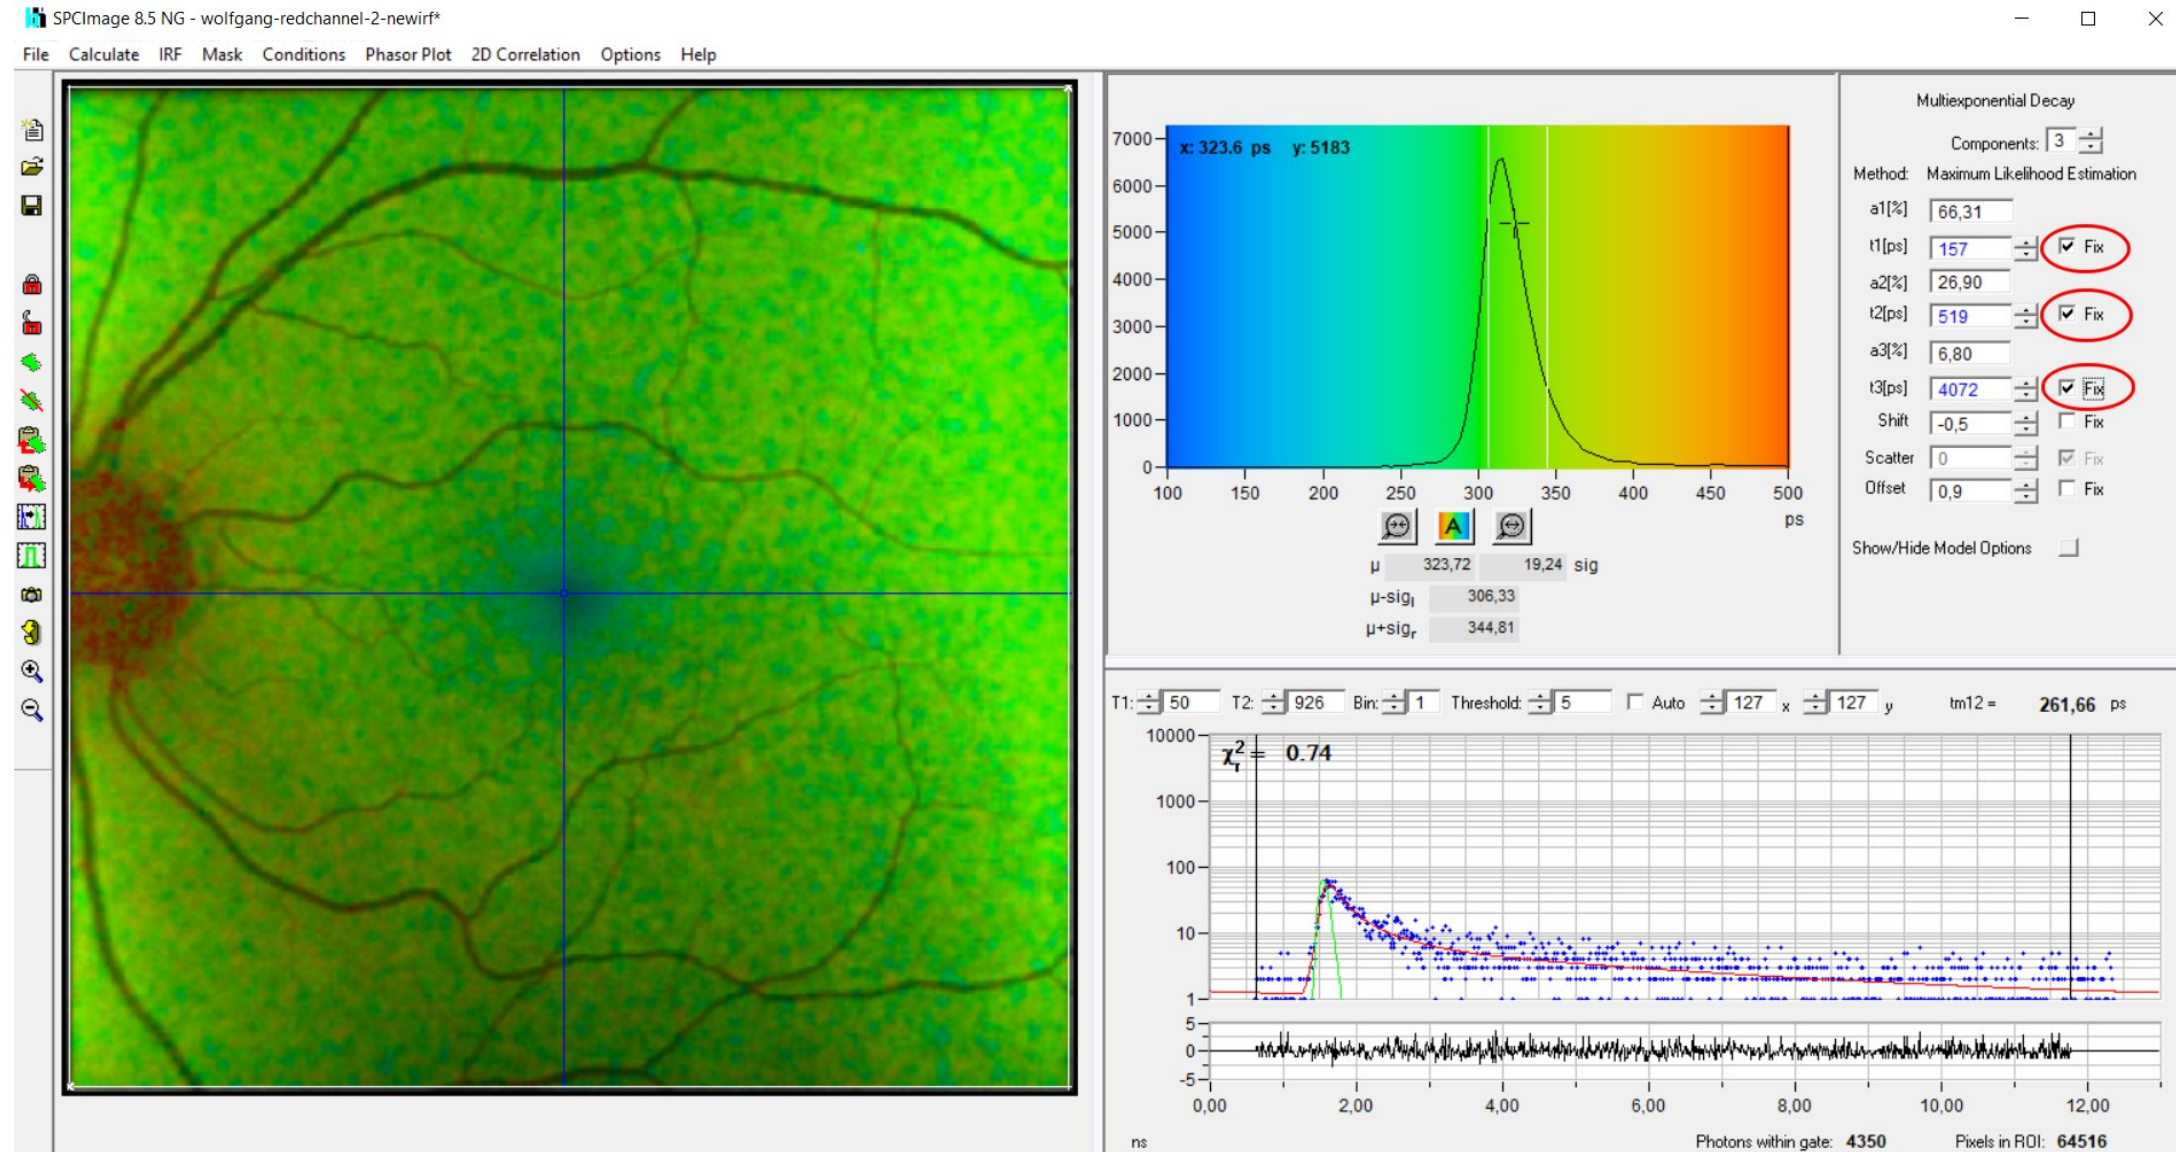 SPCImage 8.5 NG - wolfgang-redchannel-2-newirf*
File Calculate IRF Mask Conditions Phasor Plot 2D Correlation Options Help
x: 323.6 ps y: 5183
7000
6000
5000
4000
3000
2000
1000
0
100 150 200 250 300 350 400 450 500
ps
A
µ 323,72 19,24 sig
µ-sigl 306,33
µ+sigr 344,81
Multiexponential Decay
Components: 3
Method: Maximum Likelihood Estimation
a1[%] 66,31
t1[ps] 157 Fix
a2[%] 26,90
t2[ps] 519 Fix
a3[%] 6,80
t3[ps] 4072 Fix
Shift -0,5 Fix
Scatter 0 Fix
Offset 0,9 Fix
Show/Hide Model Options
T1: 50 T2: 926 Bin: 1 Threshold: 5 Auto 127 x 127 y tm12 = 261,66 ps
χ²r = 0.74
10000
1000
100
10
1
5
0
-5
0,00 2,00 4,00 6,00 8,00 10,00 12,00
ns Photons within gate: 4350 Pixels in ROI: 64516